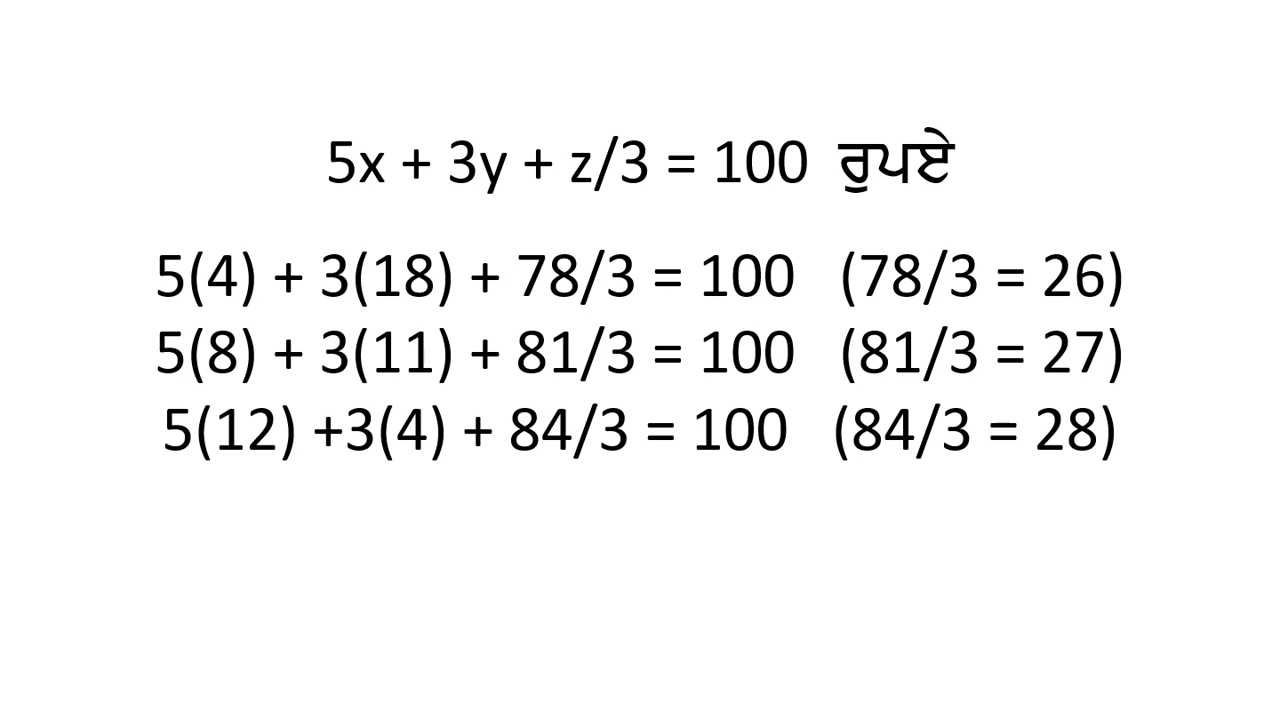 5x + 3y + z/3 = 100 ਰੁਪਏ
5(4) + 3(18) + 78/3 = 100 (78/3 = 26)
5(8) + 3(11) + 81/3 = 100 (81/3 = 27)
5(12) +3(4) + 84/3 = 100 (84/3 = 28)